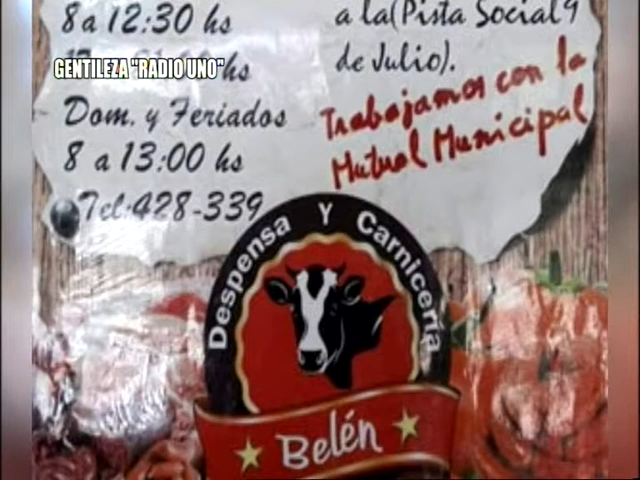 8 a 12:30 hs
hs
Dom. y Feriados
8 a 13:00 hs
Tel:428-339
a la(Pista Social 9
de Julio).
Trabajamos con la
Mutual Municipal
GENTILEZA "RADIO UNO"
Despensa Y Carnicería
Belén